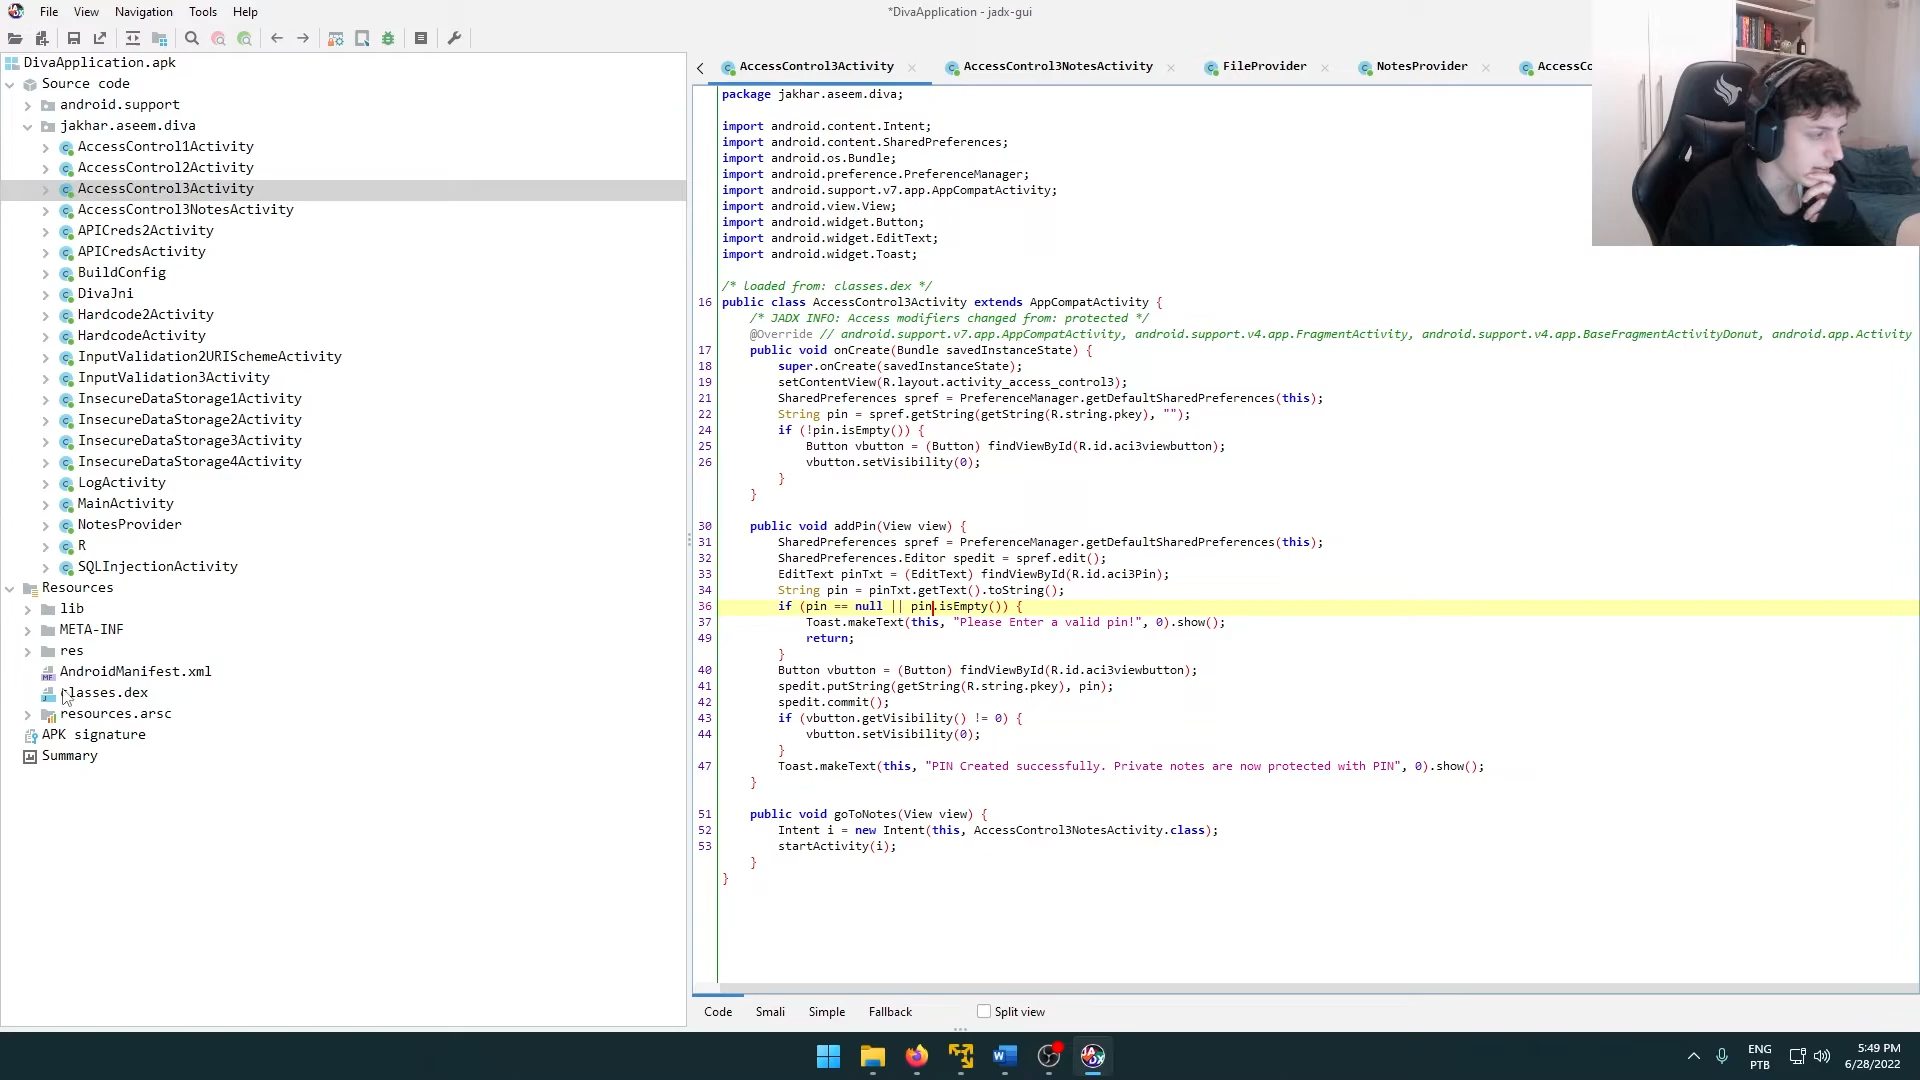 File View Navigation Tools Help
*DivaApplication - jadx-gui
DivaApplication.apk
Source code
android.support
jakhar.aseem.diva
AccessControl1Activity
AccessControl2Activity
AccessControl3Activity
AccessControl3NotesActivity
APICreds2Activity
APICredsActivity
BuildConfig
DivaJni
Hardcode2Activity
HardcodeActivity
InputValidation2URISchemeActivity
InputValidation3Activity
InsecureDataStorage1Activity
InsecureDataStorage2Activity
InsecureDataStorage3Activity
InsecureDataStorage4Activity
LogActivity
MainActivity
NotesProvider
R
SQLInjectionActivity
Resources
lib
META-INF
res
AndroidManifest.xml
classes.dex
resources.arsc
APK signature
Summary
AccessControl3Activity AccessControl3NotesActivity FileProvider NotesProvider AccessCo
package jakhar.aseem.diva;
import android.content.Intent;
import android.content.SharedPreferences;
import android.os.Bundle;
import android.preference.PreferenceManager;
import android.support.v7.app.AppCompatActivity;
import android.view.View;
import android.widget.Button;
import android.widget.EditText;
import android.widget.Toast;
/* loaded from: classes.dex */
16 public class AccessControl3Activity extends AppCompatActivity {
/* JADX INFO: Access modifiers changed from: protected */
@Override // android.support.v7.app.AppCompatActivity, android.support.v4.app.FragmentActivity, android.support.v4.app.BaseFragmentActivityDonut, android.app.Activity
17 public void onCreate(Bundle savedInstanceState) {
18 super.onCreate(savedInstanceState);
19 setContentView(R.layout.activity_access_control3);
21 SharedPreferences spref = PreferenceManager.getDefaultSharedPreferences(this);
22 String pin = spref.getString(getString(R.string.pkey), "");
24 if (!pin.isEmpty()) {
25 Button vbutton = (Button) findViewById(R.id.aci3viewbutton);
26 vbutton.setVisibility(0);
}
}
30 public void addPin(View view) {
31 SharedPreferences spref = PreferenceManager.getDefaultSharedPreferences(this);
32 SharedPreferences.Editor spedit = spref.edit();
33 EditText pinTxt = (EditText) findViewById(R.id.aci3Pin);
34 String pin = pinTxt.getText().toString();
36 if (pin == null || pin.isEmpty()) {
37 Toast.makeText(this, "Please Enter a valid pin!", 0).show();
49 return;
}
40 Button vbutton = (Button) findViewById(R.id.aci3viewbutton);
41 spedit.putString(getString(R.string.pkey), pin);
42 spedit.commit();
43 if (vbutton.getVisibility() != 0) {
44 vbutton.setVisibility(0);
}
47 Toast.makeText(this, "PIN Created successfully. Private notes are now protected with PIN", 0).show();
}
51 public void goToNotes(View view) {
52 Intent i = new Intent(this, AccessControl3NotesActivity.class);
53 startActivity(i);
}
}
Code Smali Simple Fallback Split view
ENG
PTB
5:49 PM
6/28/2022